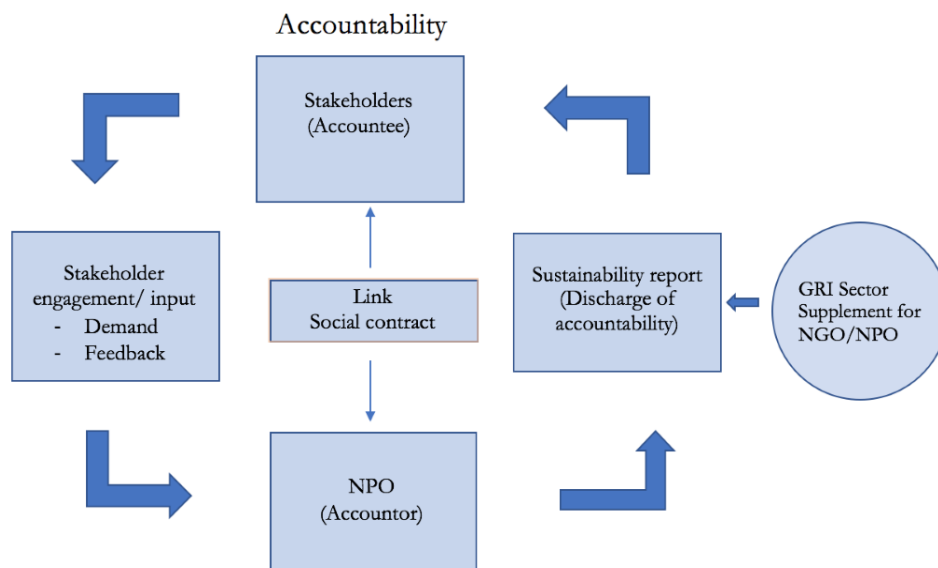 Accountability
Stakeholders
(Accountee)
Stakeholder
engagement/ input
- Demand
- Feedback
Link
Social contract
Sustainability report
(Discharge of
accountability)
GRI Sector
Supplement for
NGO/NPO
NPO
(Accountor)